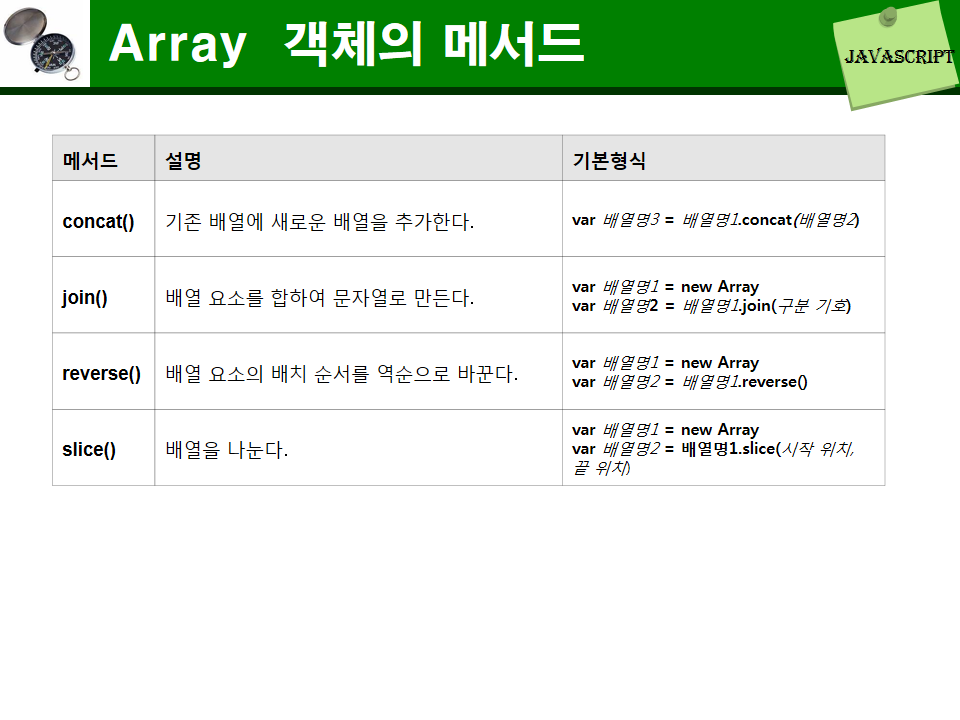 Array 객체의 메서드
JAVASCRIPT
메서드 설명 기본형식
concat() 기존 배열에 새로운 배열을 추가한다. var 배열명3 = 배열명1.concat(배열명2)
join() 배열 요소를 합하여 문자열로 만든다.
var 배열명1 = new Array
var 배열명2 = 배열명1.join(구분 기호)
reverse() 배열 요소의 배치 순서를 역순으로 바꾼다.
var 배열명1 = new Array
var 배열명2 = 배열명1.reverse()
slice() 배열을 나눈다.
var 배열명1 = new Array
var 배열명2 = 배열명1.slice(시작 위치,
끝 위치)